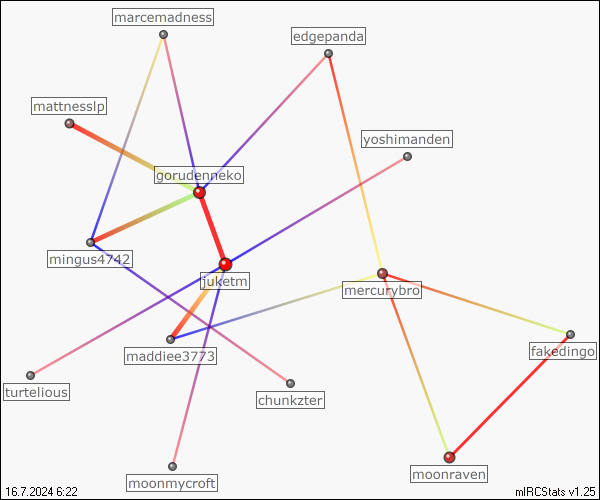 marcemadness
edgepanda
mattnesslp
yoshimanden
gorudenneko
mingus4742
juketm
mercurybro
maddiee3773
fakedingo
turtelious
chunkzter
moonraven
moonmycroft
16.7.2024 6:22
mIRCStats v1.25